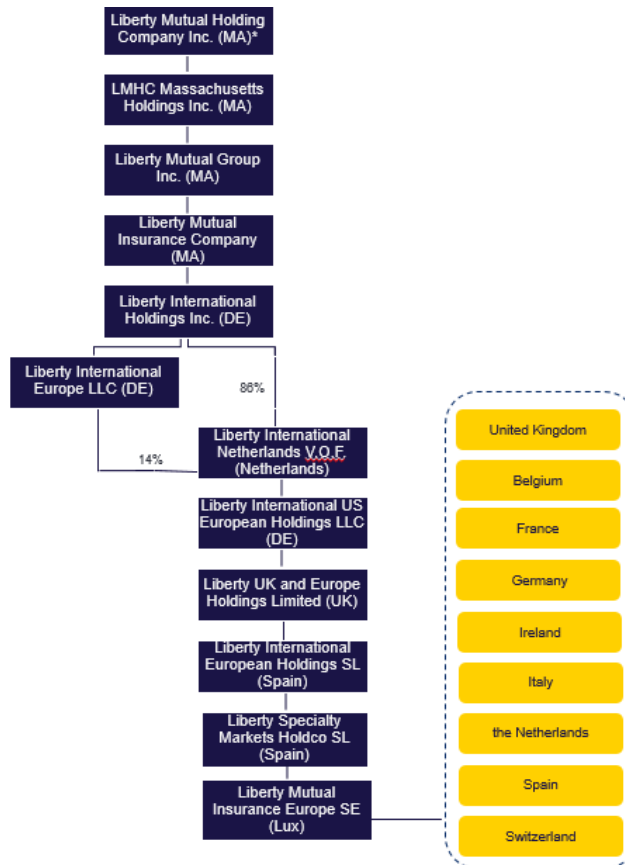 Liberty Mutual Holding
Company Inc. (MA)*
LMHC Massachusetts
Holdings Inc. (MA)
Liberty Mutual Group
Inc. (MA)
Liberty Mutual
Insurance Company
(MA)
Liberty International
Holdings Inc. (DE)
Liberty International
Europe LLC (DE)
86%
14%
Liberty International
Netherlands V.O.F.
(Netherlands)
Liberty International US
European Holdings LLC
(DE)
Liberty UK and Europe
Holdings Limited (UK)
Liberty International
European Holdings SL
(Spain)
Liberty Specialty
Markets Holdco SL
(Spain)
Liberty Mutual
Insurance Europe SE
(Lux)
United Kingdom
Belgium
France
Germany
Ireland
Italy
the Netherlands
Spain
Switzerland